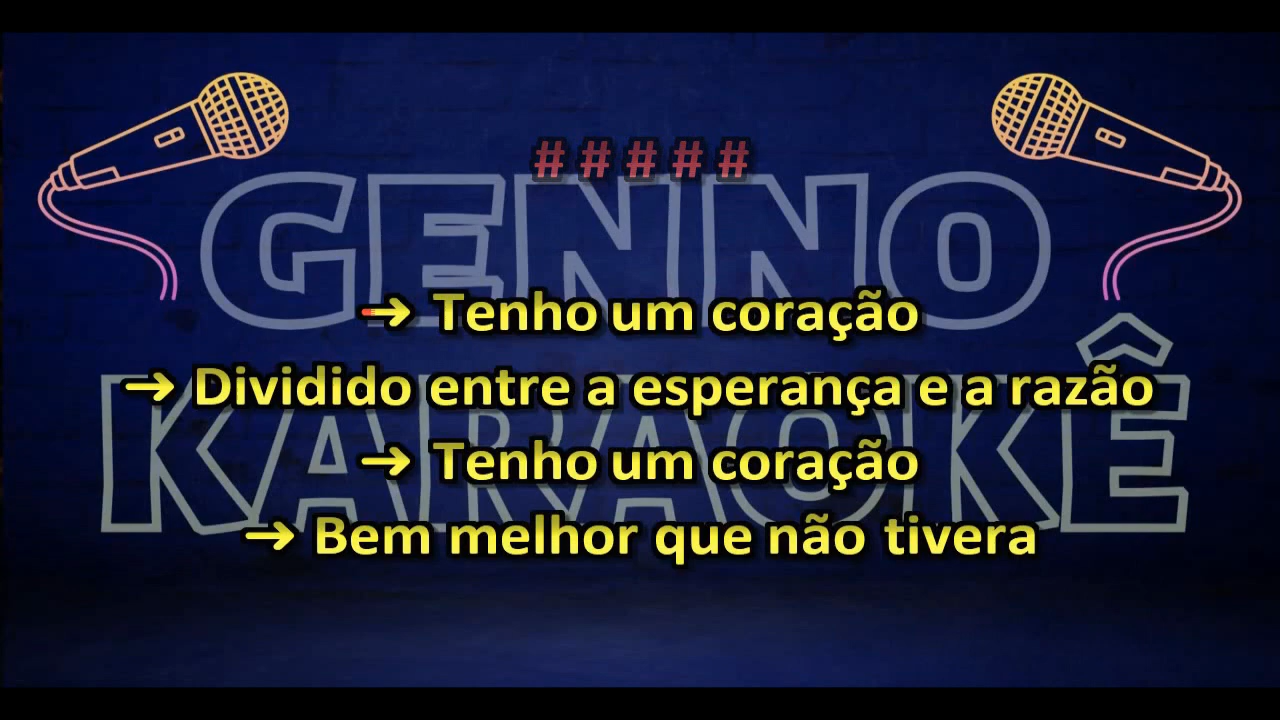 # # # # #
GENNO
➔ Tenho um coração
➔ Dividido entre a esperança e a razão
KARAOKÊ
➔ Tenho um coração
➔ Bem melhor que não tivera